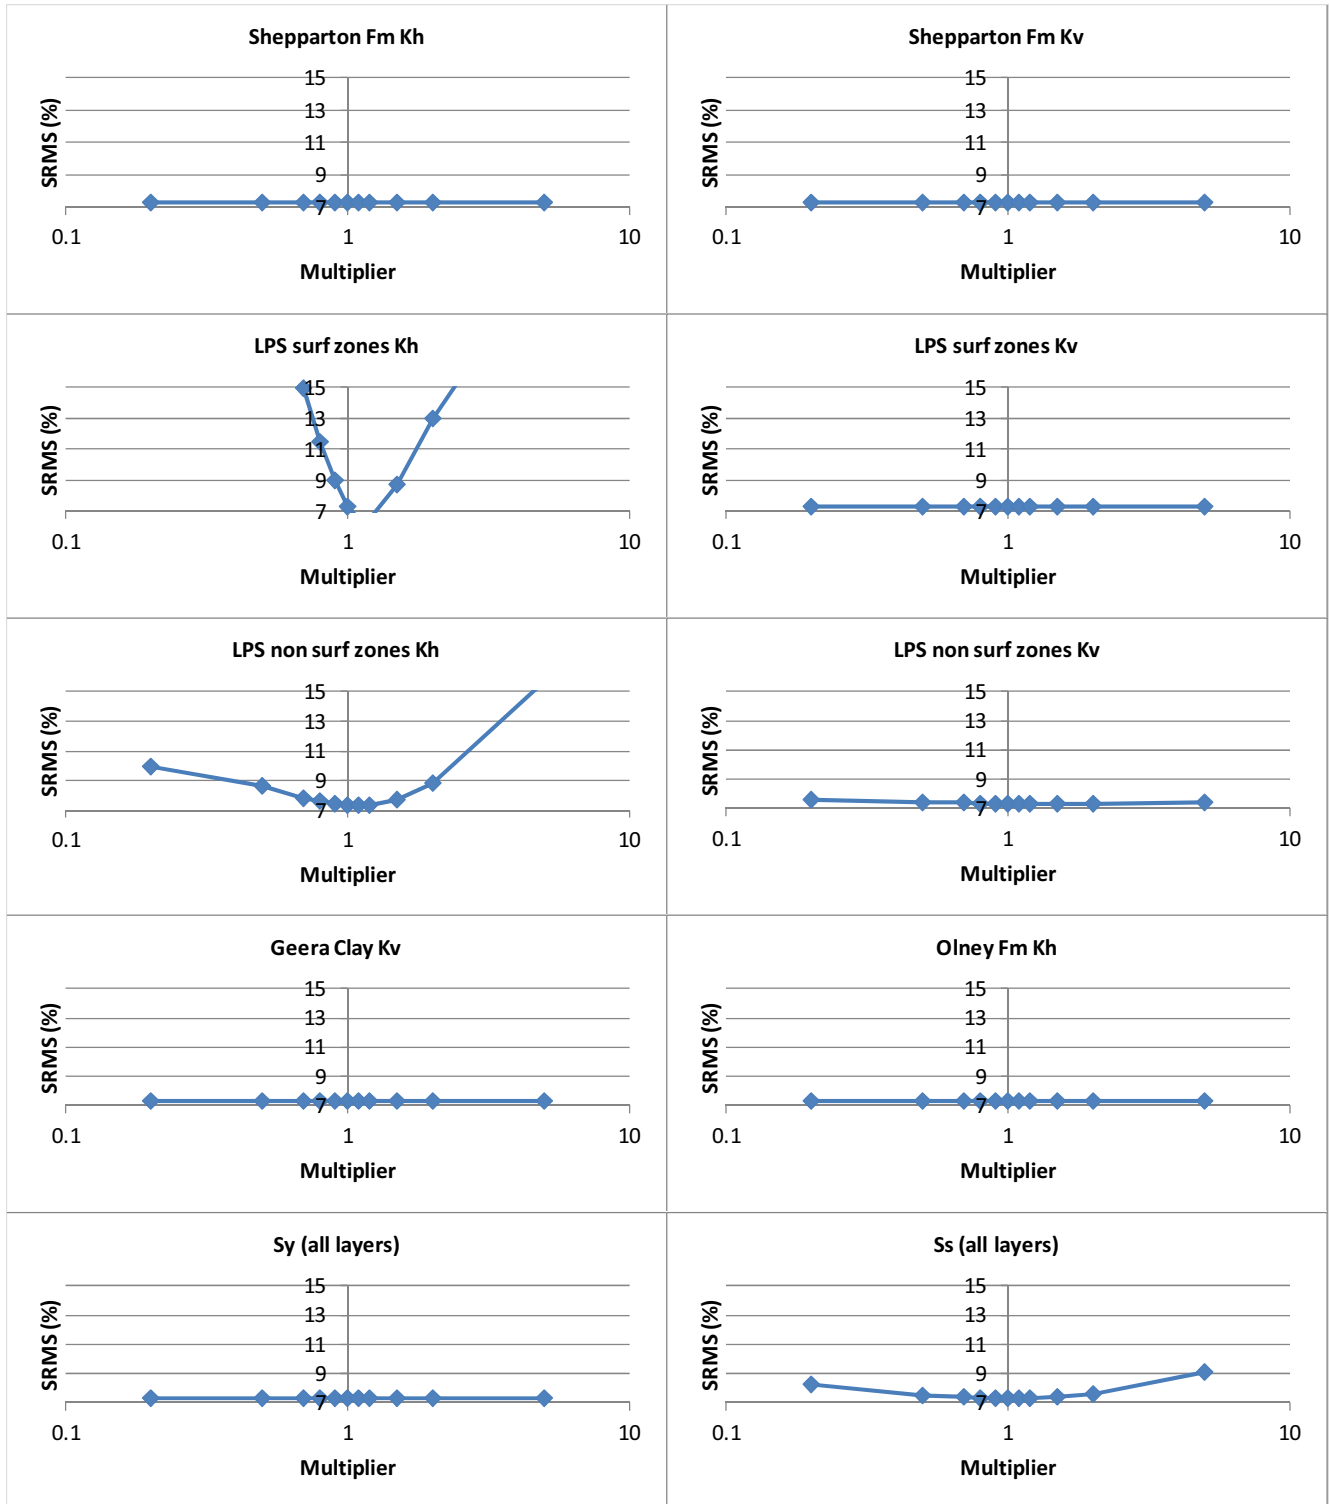 Shepparton Fm Kh
15
13
11
9
7
SRMS (%)
0.1 1 10
Multiplier
Shepparton Fm Kv
15
13
11
9
7
SRMS (%)
0.1 1 10
Multiplier
LPS surf zones Kh
15
13
11
9
7
SRMS (%)
0.1 1 10
Multiplier
LPS surf zones Kv
15
13
11
9
7
SRMS (%)
0.1 1 10
Multiplier
LPS non surf zones Kh
15
13
11
9
7
SRMS (%)
0.1 1 10
Multiplier
LPS non surf zones Kv
15
13
11
9
7
SRMS (%)
0.1 1 10
Multiplier
Geera Clay Kv
15
13
11
9
7
SRMS (%)
0.1 1 10
Multiplier
Olney Fm Kh
15
13
11
9
7
SRMS (%)
0.1 1 10
Multiplier
Sy (all layers)
15
13
11
9
7
SRMS (%)
0.1 1 10
Multiplier
Ss (all layers)
15
13
11
9
7
SRMS (%)
0.1 1 10
Multiplier